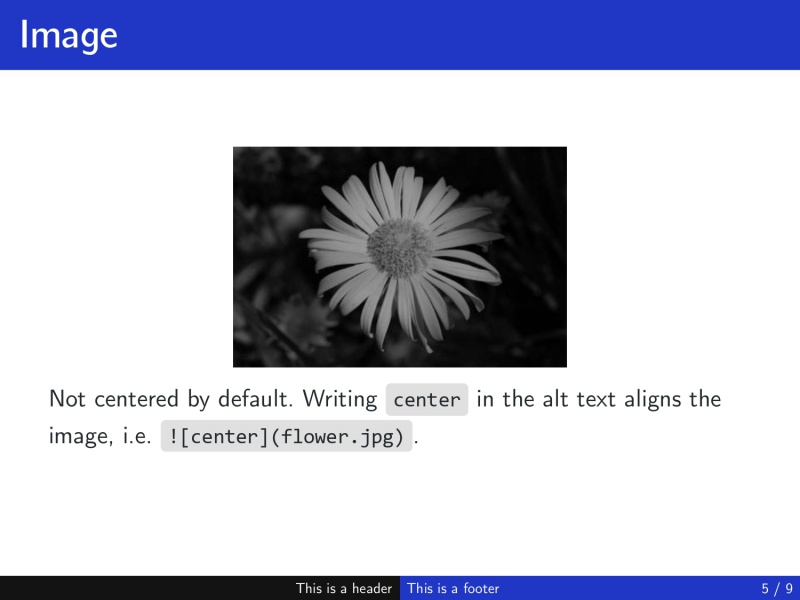 Image
Not centered by default. Writing center in the alt text aligns the
image, i.e. ![center](flower.jpg).
This is a header This is a footer 5 / 9